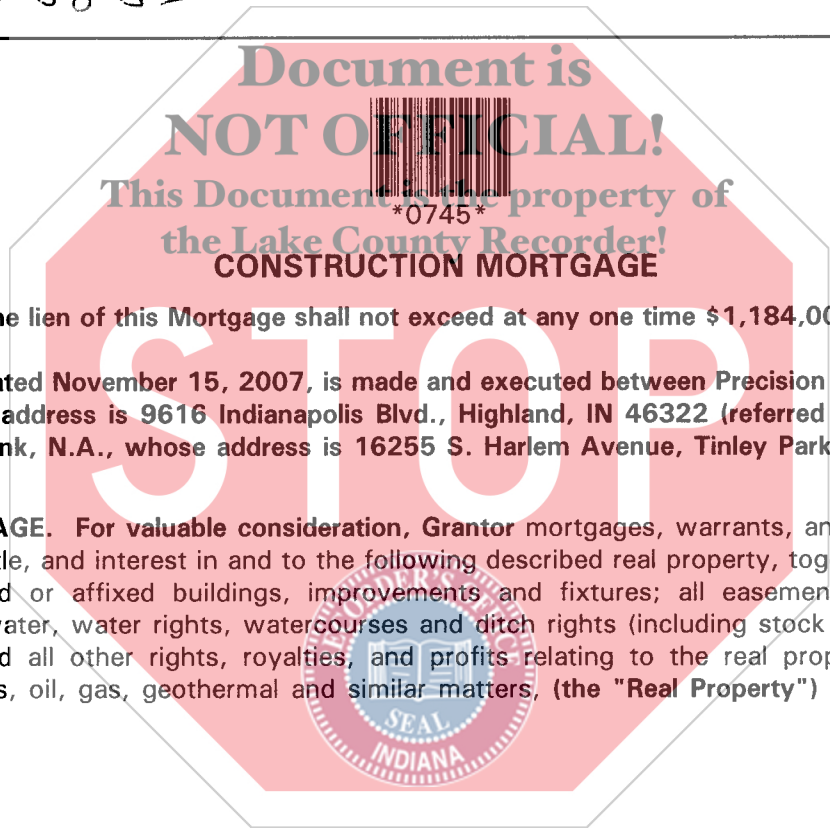 Document is
NOT OFFICIAL!
This Document is the property of
the Lake County Recorder!
*0745*
CONSTRUCTION MORTGAGE
e lien of this Mortgage shall not exceed at any one time $1,184,00
ated November 15, 2007, is made and executed between Precision
address is 9616 Indianapolis Blvd., Highland, IN 46322 (referred
nk, N.A., whose address is 16255 S. Harlem Avenue, Tinley Park
STOP
AGE. For valuable consideration, Grantor mortgages, warrants, an
le, and interest in and to the following described real property, tog
d or affixed buildings, improvements and fixtures; all easemen
vater, water rights, watercourses and ditch rights (including stock
d all other rights, royalties, and profits relating to the real prop
s, oil, gas, geothermal and similar matters, (the "Real Property")
RECORDER'S OFFICE
SEAL
INDIANA